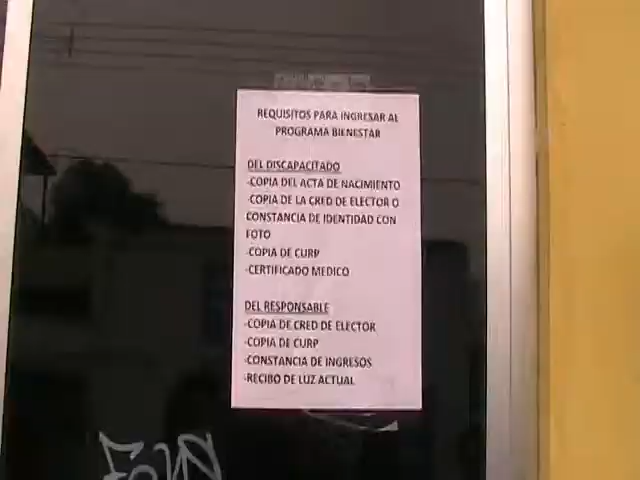 REQUISITOS PARA INGRESAR AL
PROGRAMA BIENESTAR
DEL DISCAPACITADO
-COPIA DEL ACTA DE NACIMIENTO
-COPIA DE LA CRED DE ELECTOR O
CONSTANCIA DE IDENTIDAD CON
FOTO
-COPIA DE CURP
-CERTIFICADO MEDICO
DEL RESPONSABLE
-COPIA DE CRED DE ELECTOR
-COPIA DE CURP
-CONSTANCIA DE INGRESOS
-RECIBO DE LUZ ACTUAL